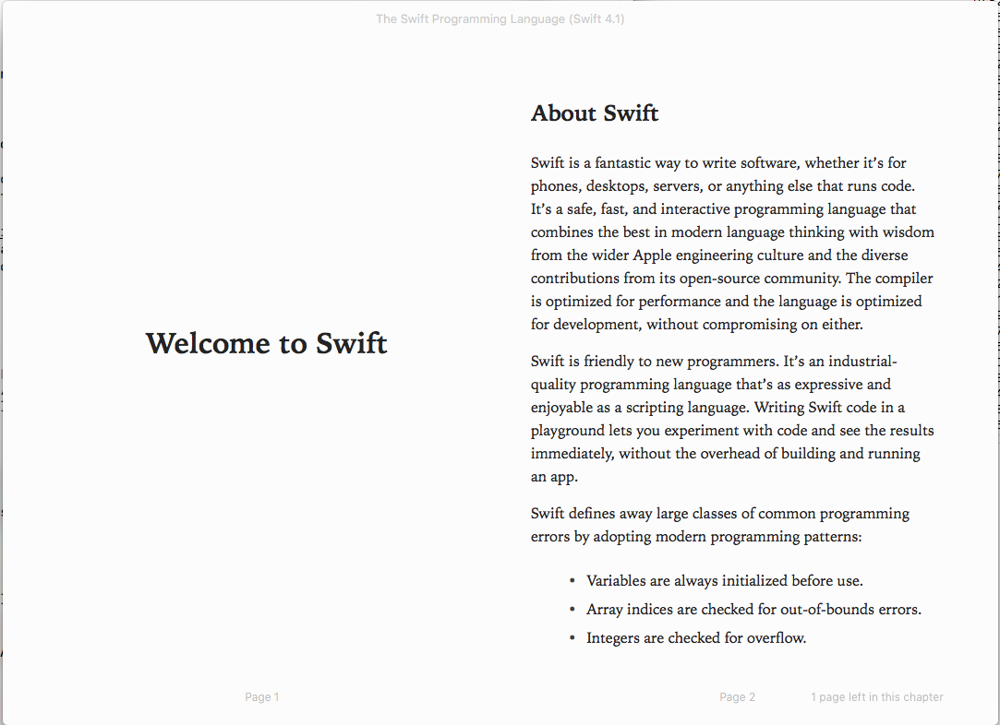 The Swift Programming Language (Swift 4.1)
Welcome to Swift
Page 1
About Swift
Swift is a fantastic way to write software, whether it’s for
phones, desktops, servers, or anything else that runs code.
It’s a safe, fast, and interactive programming language that
combines the best in modern language thinking with wisdom
from the wider Apple engineering culture and the diverse
contributions from its open-source community. The compiler
is optimized for performance and the language is optimized
for development, without compromising on either.
Swift is friendly to new programmers. It’s an industrial-
quality programming language that’s as expressive and
enjoyable as a scripting language. Writing Swift code in a
playground lets you experiment with code and see the results
immediately, without the overhead of building and running
an app.
Swift defines away large classes of common programming
errors by adopting modern programming patterns:
• Variables are always initialized before use.
• Array indices are checked for out-of-bounds errors.
• Integers are checked for overflow.
Page 2
1 page left in this chapter